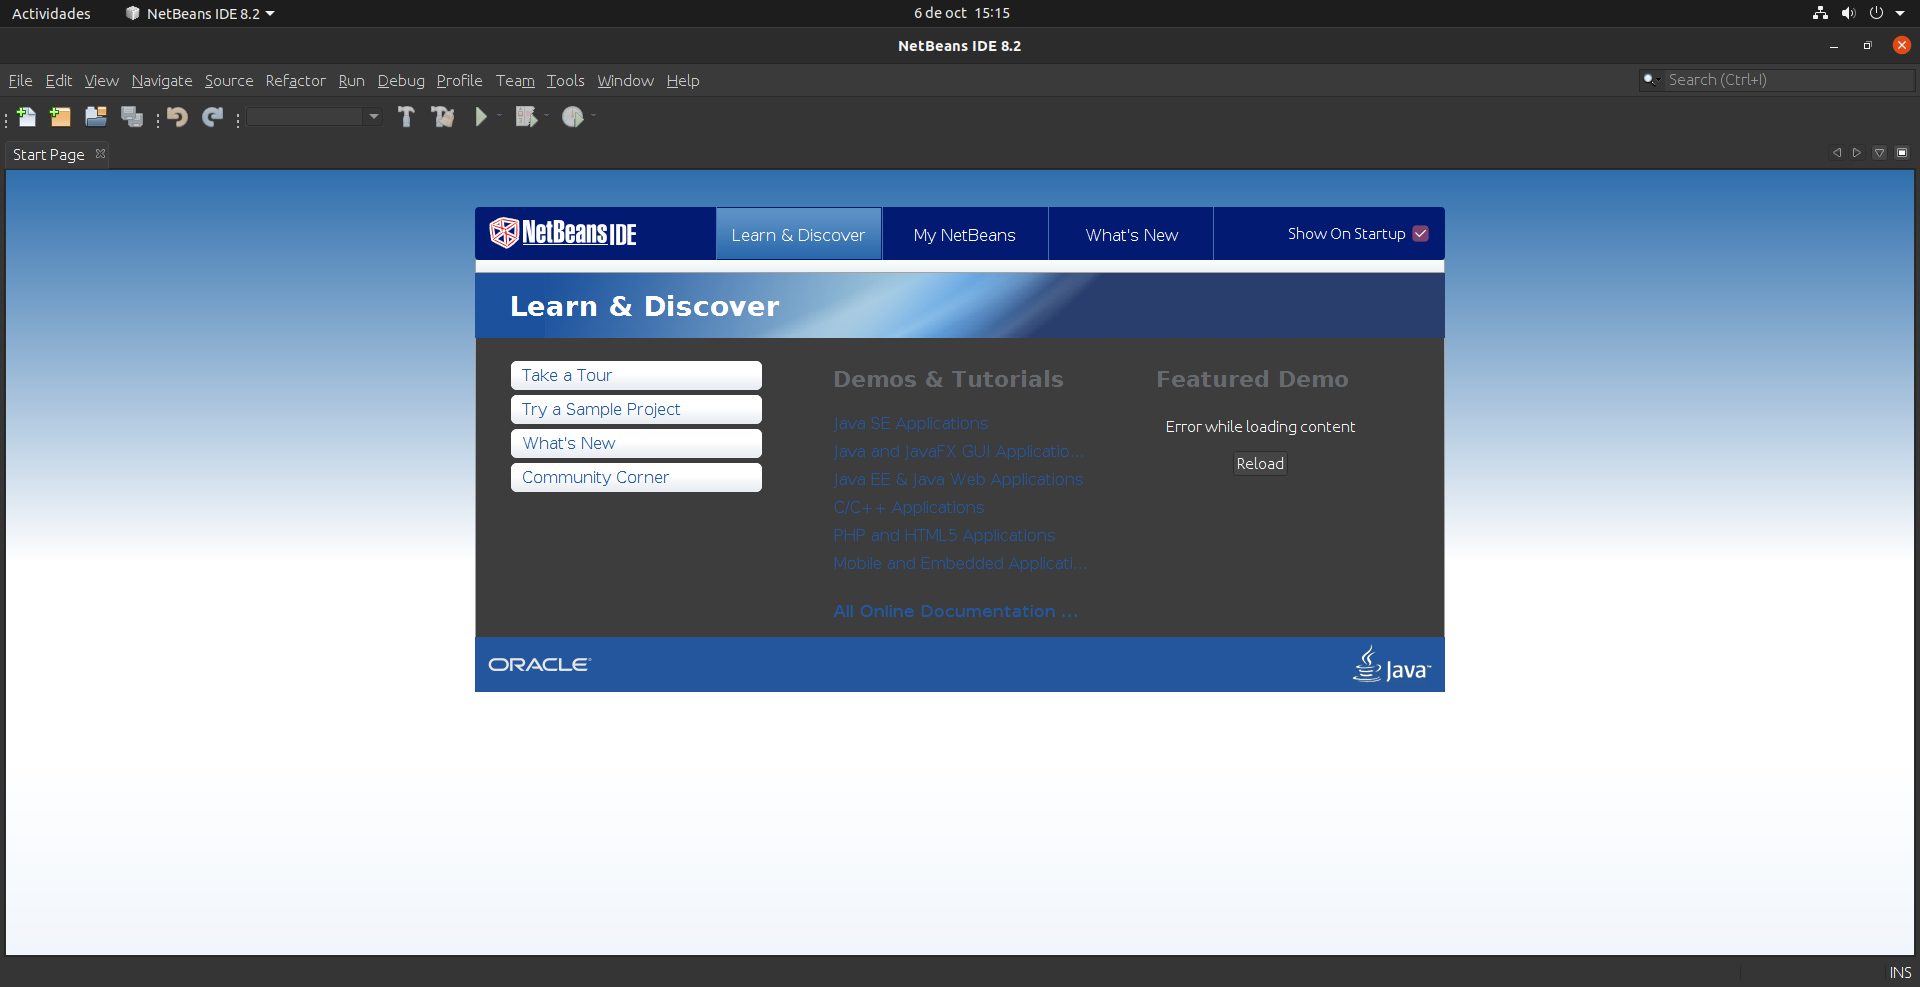 Actividades NetBeans IDE 8.2 6 de oct 15:15
NetBeans IDE 8.2
File Edit View Navigate Source Refactor Run Debug Profile Team Tools Window Help Search (Ctrl+I)
Start Page
NetBeans IDE Learn & Discover My NetBeans What's New Show On Startup
Learn & Discover
Take a Tour
Try a Sample Project
What's New
Community Corner
Demos & Tutorials
Java SE Applications
Java and JavaFX GUI Applicatio...
Java EE & Java Web Applications
C/C++ Applications
PHP and HTML5 Applications
Mobile and Embedded Applicati...
All Online Documentation ...
Featured Demo
Error while loading content
Reload
ORACLE Java™
INS